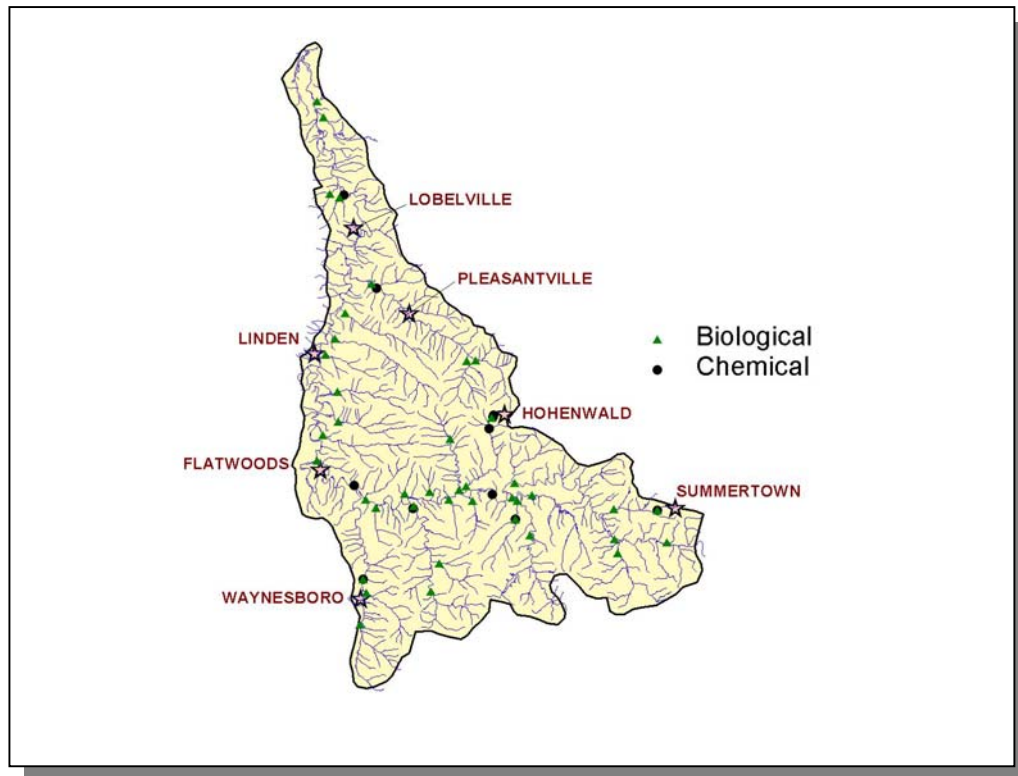 LOBELVILLE
PLEASANTVILLE
LINDEN
Biological
Chemical
HOHENWALD
FLATWOODS
SUMMERTOWN
WAYNESBORO